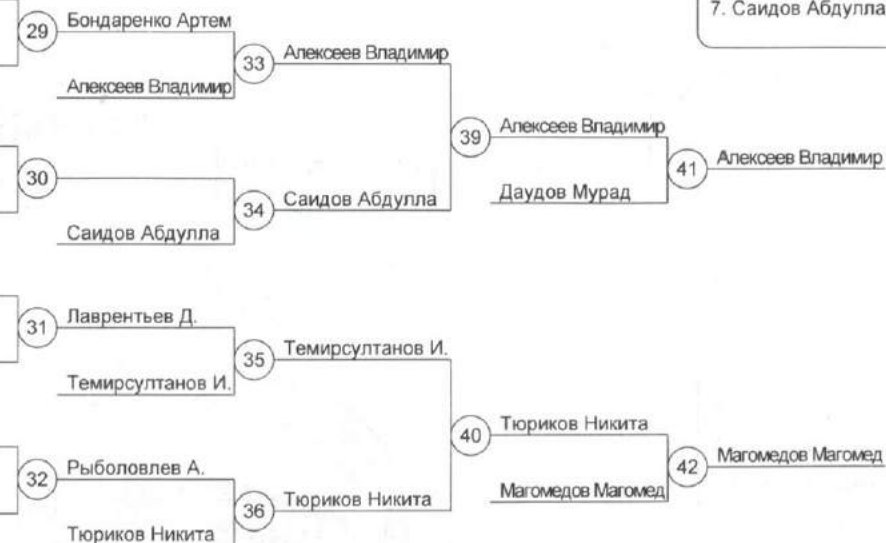 7. Саидов Абдулла
29 Бондаренко Артем
33 Алексеев Владимир
Алексеев Владимир
39 Алексеев Владимир
41 Алексеев Владимир
30
34 Саидов Абдулла
Даудов Мурад
Саидов Абдулла
31 Лаврентьев Д.
35 Темирсултанов И.
Темирсултанов И.
40 Тюриков Никита
42 Магомедов Магомед
32 Рыболовлев А.
36 Тюриков Никита
Магомедов Магомед
Тюриков Никита